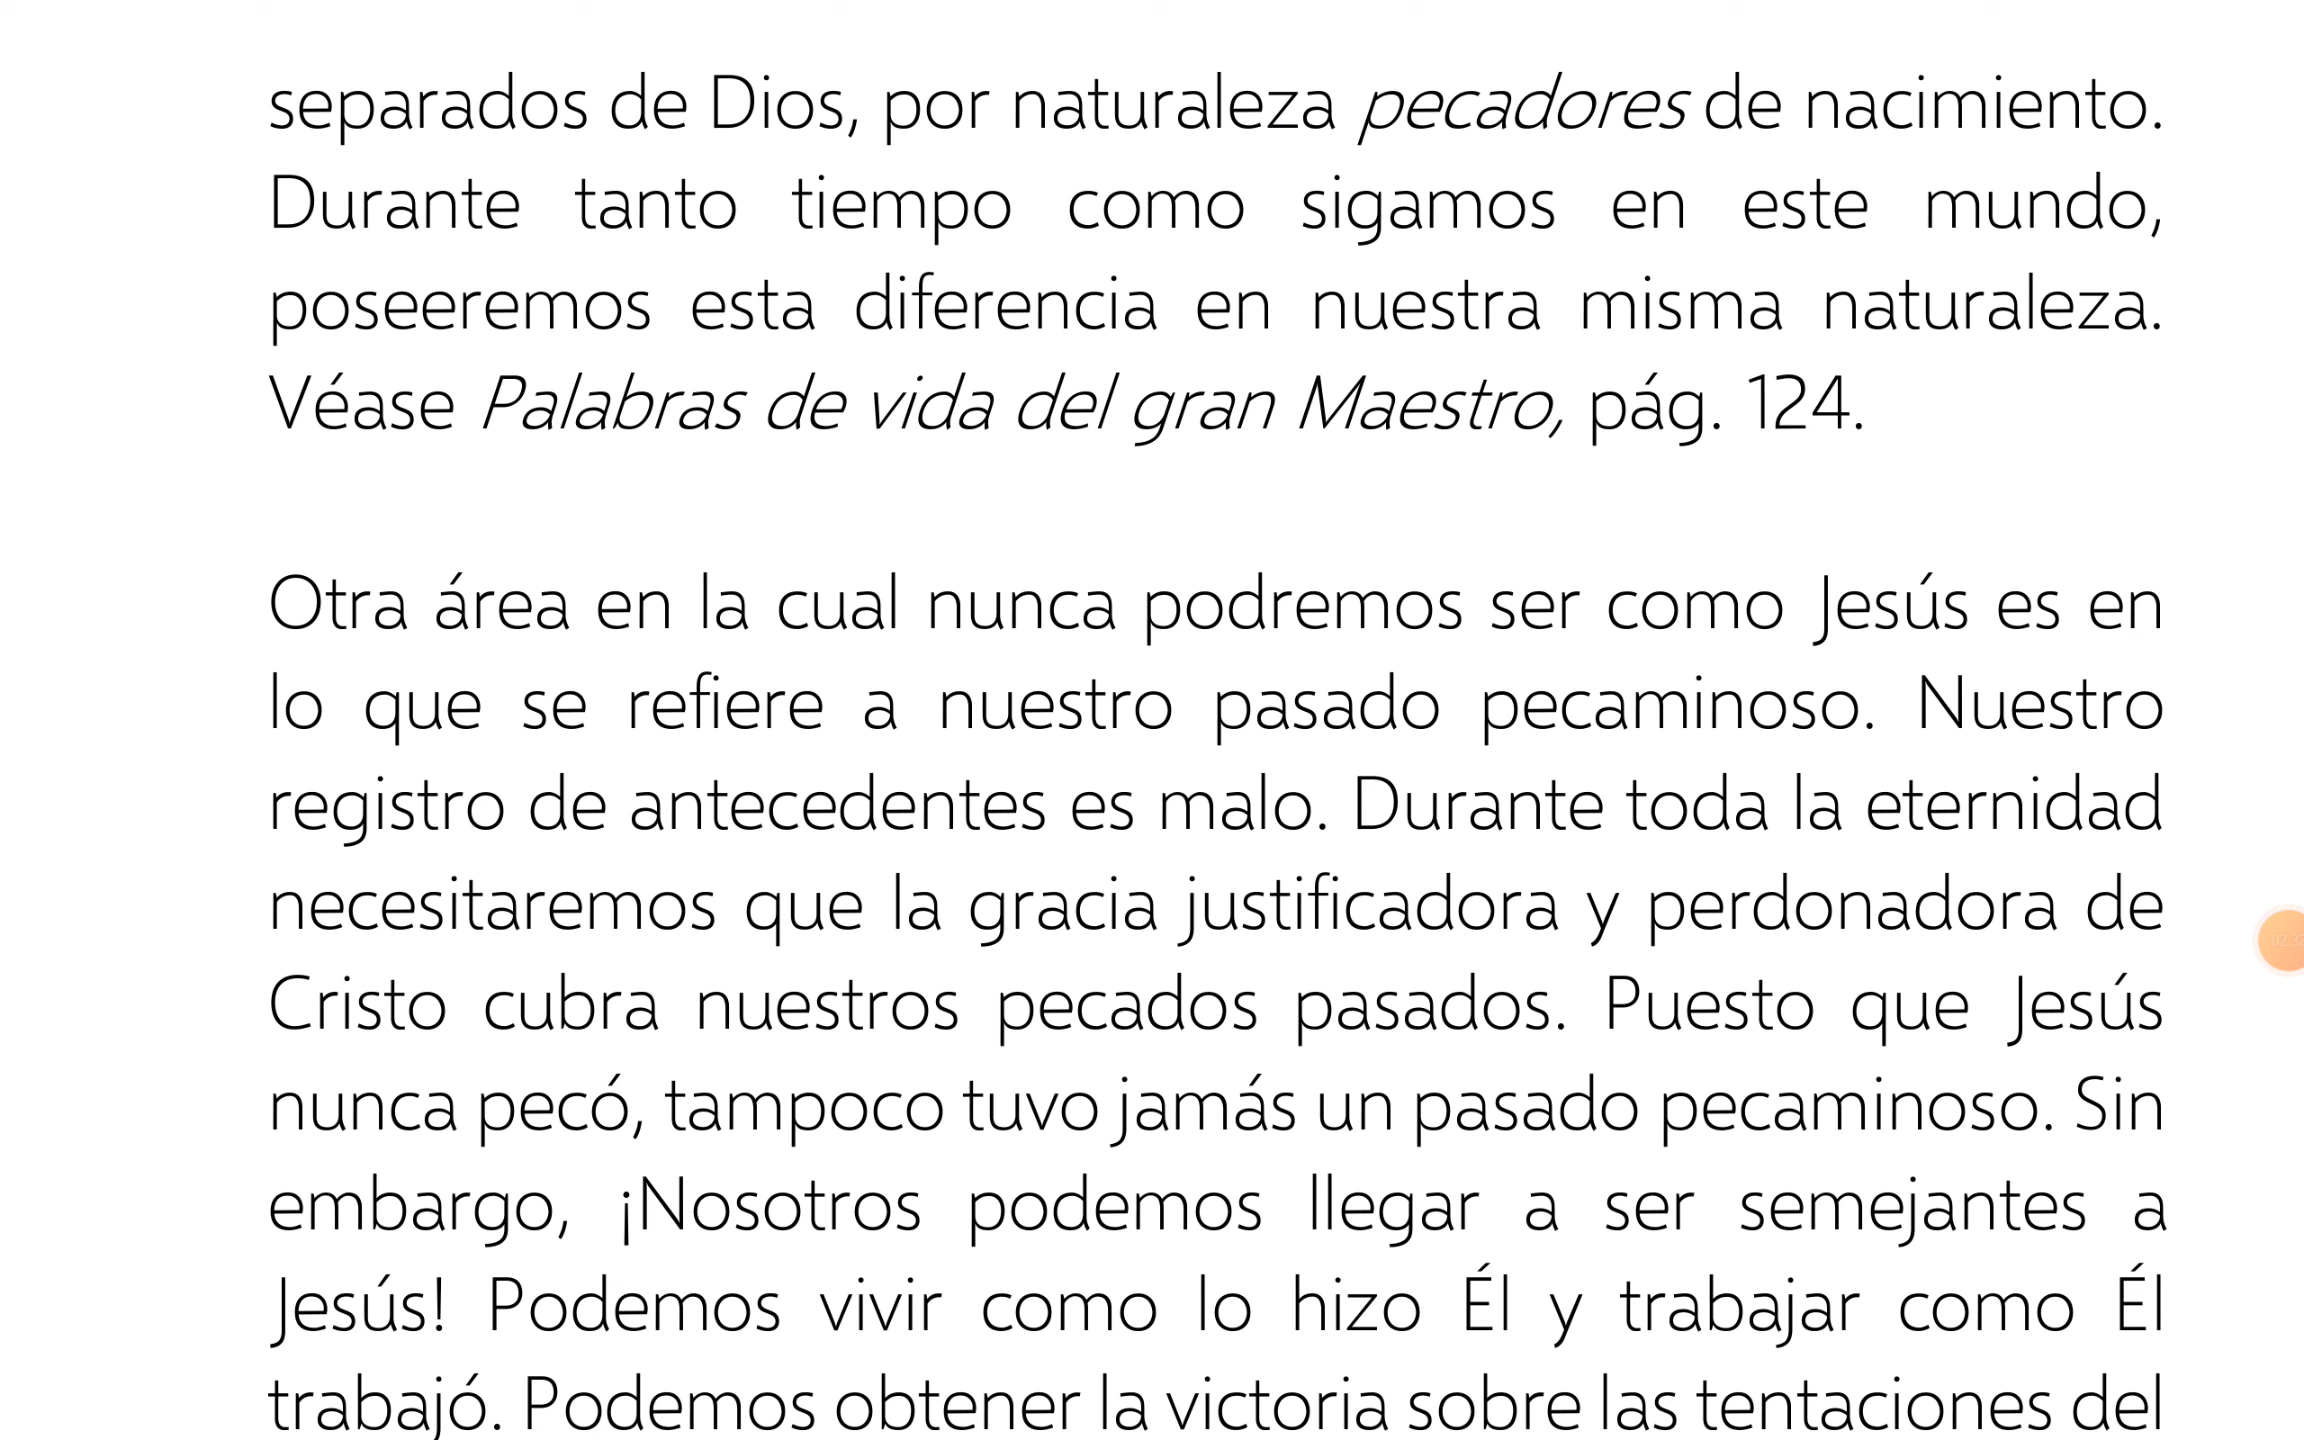 separados de Dios, por naturaleza pecadores de nacimiento.
Durante tanto tiempo como sigamos en este mundo,
poseeremos esta diferencia en nuestra misma naturaleza.
Véase Palabras de vida del gran Maestro, pág. 124.
Otra área en la cual nunca podremos ser como Jesús es en
lo que se refiere a nuestro pasado pecaminoso. Nuestro
registro de antecedentes es malo. Durante toda la eternidad
necesitaremos que la gracia justificadora y perdonadora de
Cristo cubra nuestros pecados pasados. Puesto que Jesús
nunca pecó, tampoco tuvo jamás un pasado pecaminoso. Sin
embargo, ¡Nosotros podemos llegar a ser semejantes a
Jesús! Podemos vivir como lo hizo Él y trabajar como Él
trabajó. Podemos obtener la victoria sobre las tentaciones del